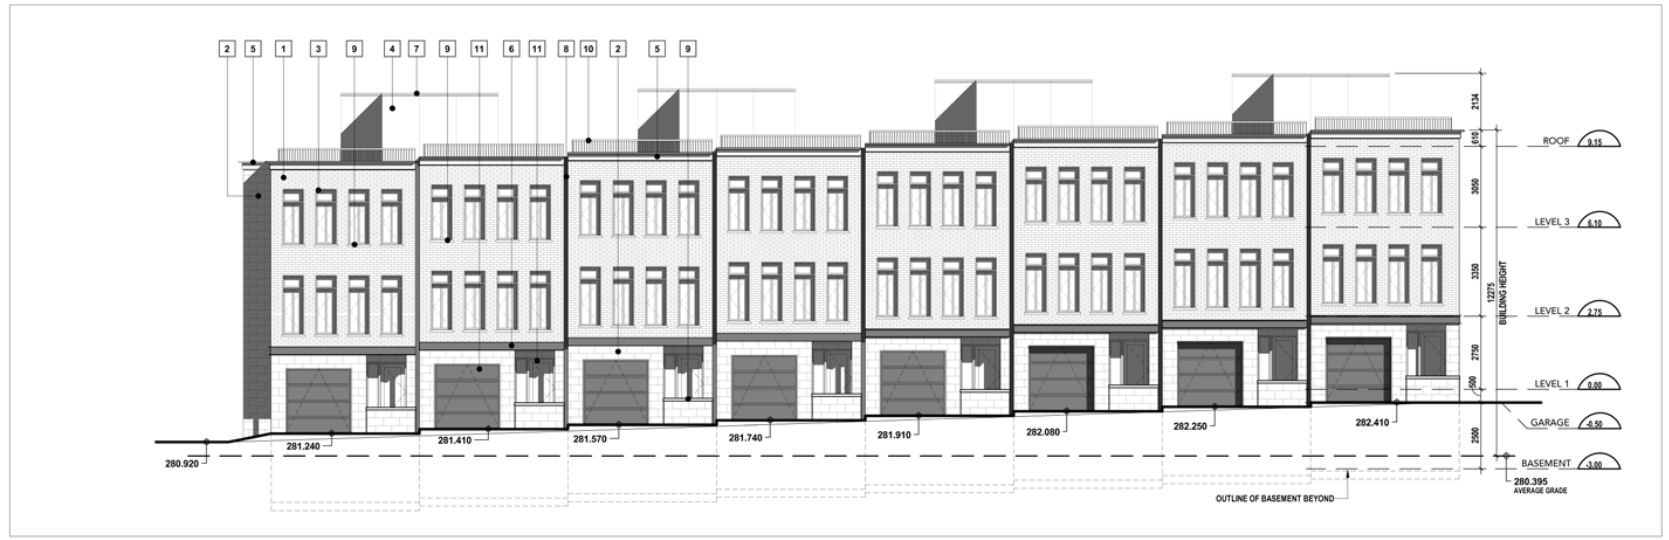 2 5 1 3 9 4 7 9 11 6 11 8 10 2 5 9
2134
610
ROOF 9.15
3050
LEVEL 3 6.10
3350
12275
BUILDING HEIGHT
LEVEL 2 2.75
2750
LEVEL 1 0.00
500
GARAGE -0.50
2500
BASEMENT -3.00
280.920
281.240
281.410
281.570
281.740
281.910
282.080
282.250
282.410
280.395
AVERAGE GRADE
OUTLINE OF BASEMENT BEYOND